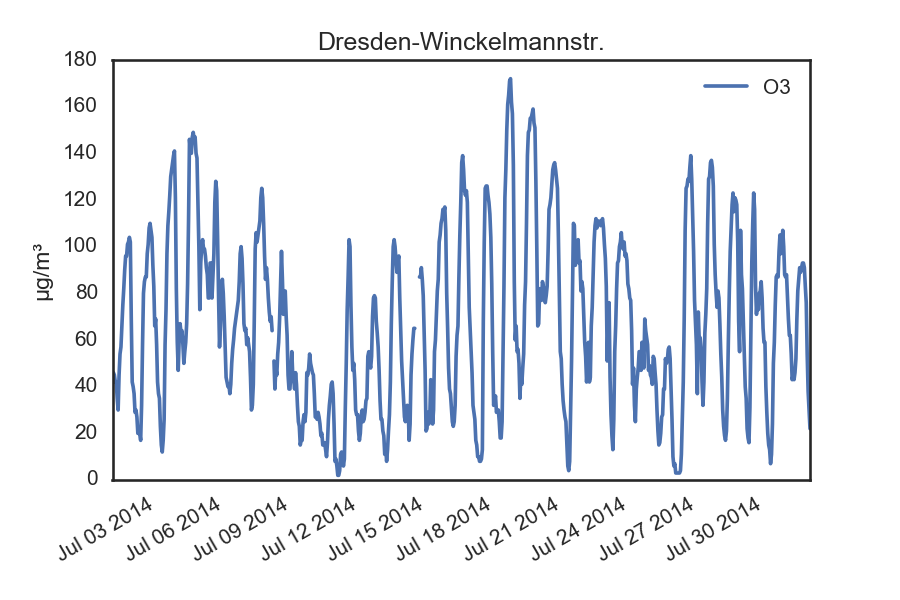 Dresden-Winckelmannstr.
180
160
140
120
100
80
60
40
20
0
µg/m³
O3
Jul 03 2014
Jul 06 2014
Jul 09 2014
Jul 12 2014
Jul 15 2014
Jul 18 2014
Jul 21 2014
Jul 24 2014
Jul 27 2014
Jul 30 2014